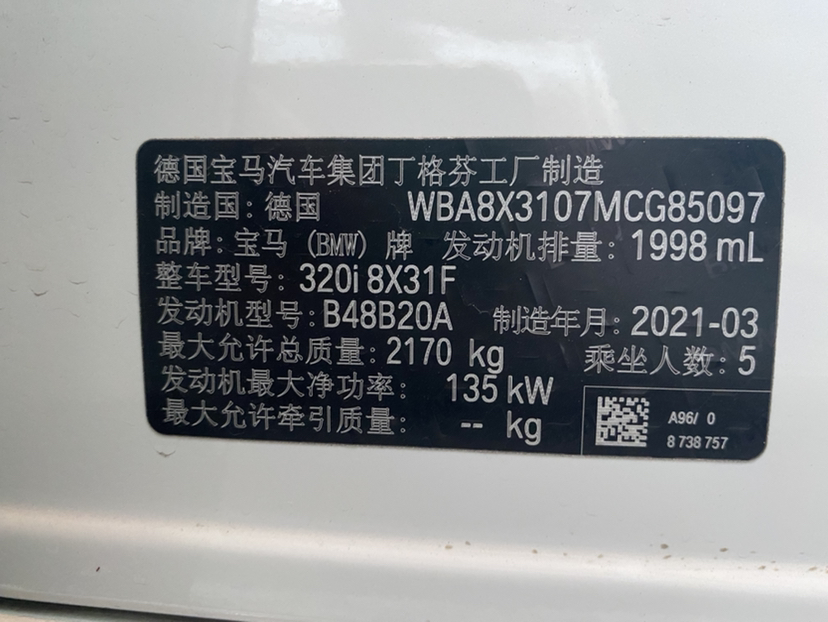 德国宝马汽车集团丁格芬工厂制造
制造国:德国 WBA8X3107MCG85097
品牌:宝马(BMW)牌 发动机排量:1998 mL
整车型号:320i 8X31F
发动机型号:B48B20A 制造年月:2021-03
最大允许总质量:2170 kg 乘坐人数:5
发动机最大净功率: 135 kW
最大允许牵引质量: -- kg
A96/ 0
8 738 757